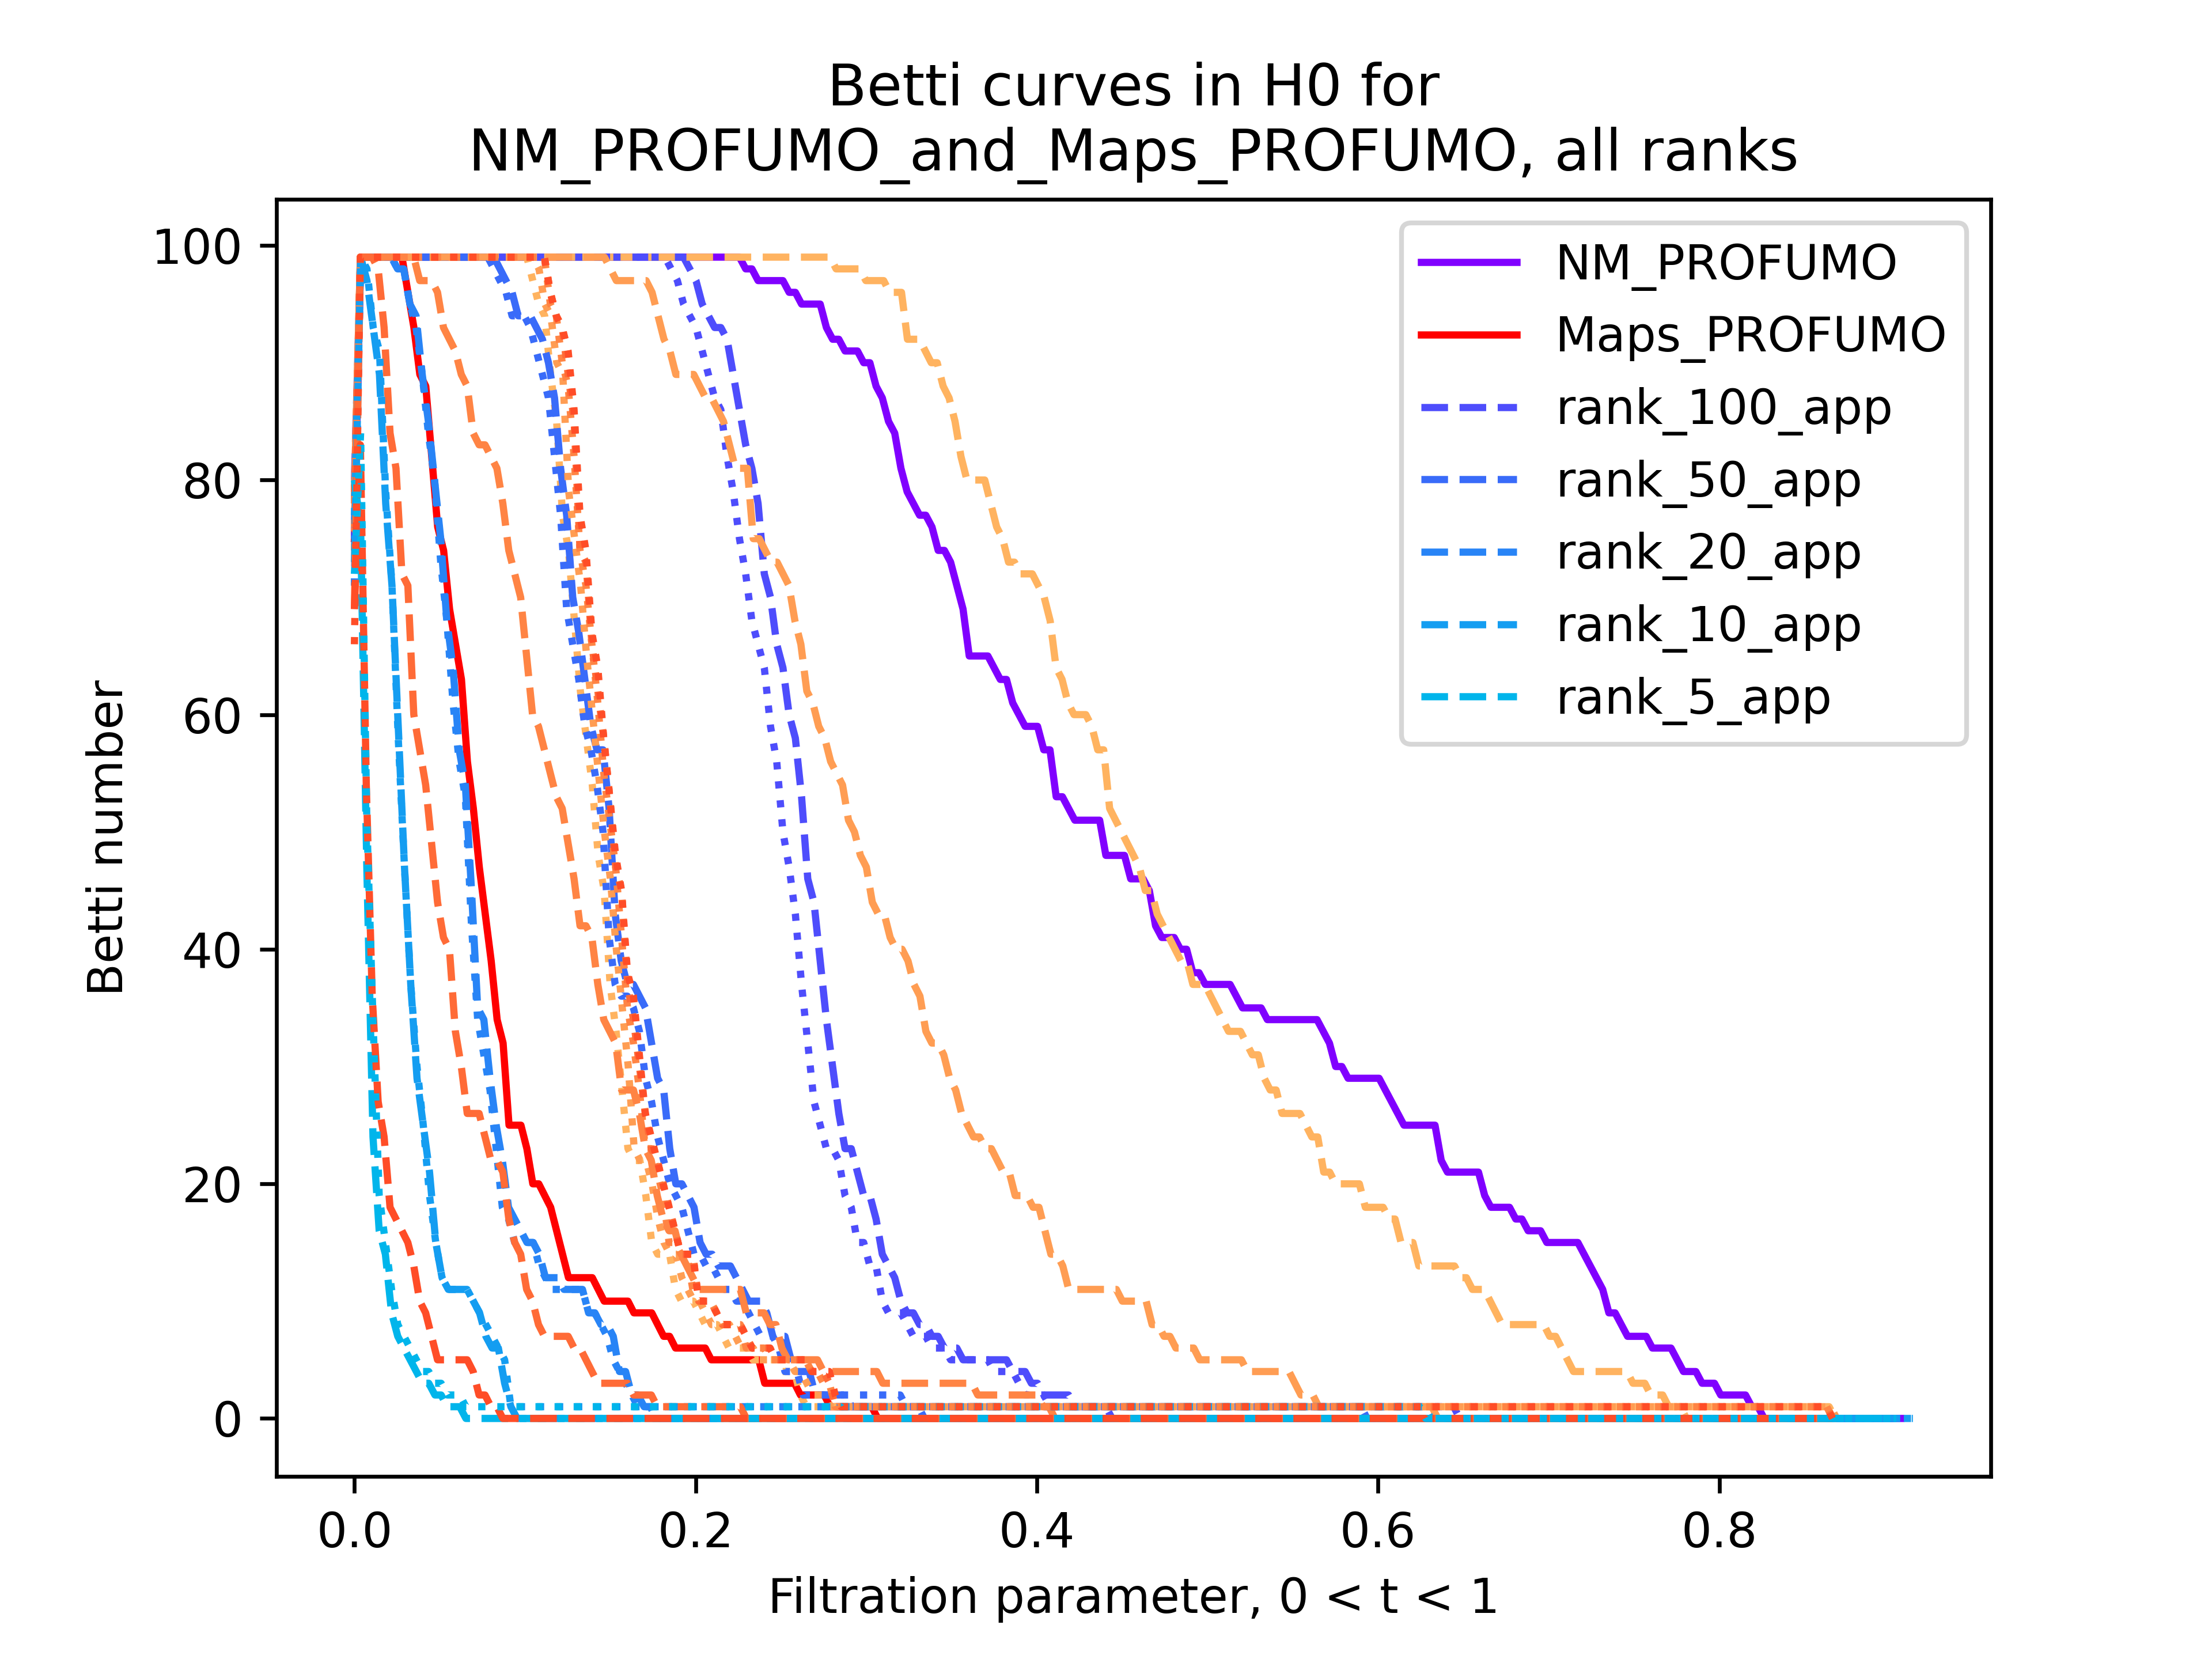 Betti curves in H0 for
NM_PROFUMO_and_Maps_PROFUMO, all ranks
NM_PROFUMO
Maps_PROFUMO
rank_100_app
rank_50_app
rank_20_app
rank_10_app
rank_5_app
Betti number
100
80
60
40
20
0
0.0 0.2 0.4 0.6 0.8
Filtration parameter, 0 < t < 1